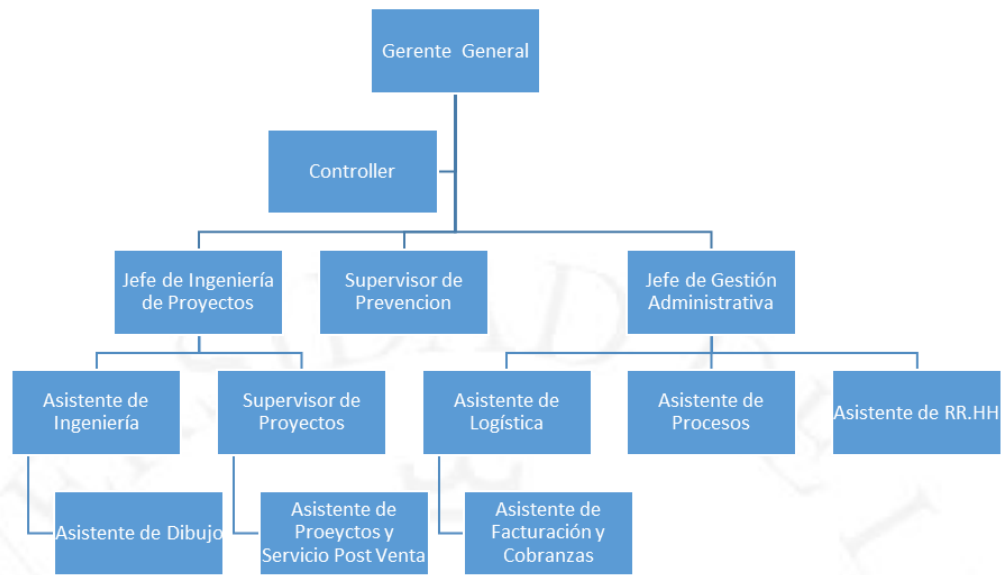 Gerente General
Controller
Jefe de Ingeniería
de Proyectos
Supervisor de
Prevencion
Jefe de Gestión
Administrativa
Asistente de
Ingeniería
Supervisor de
Proyectos
Asistente de
Logística
Asistente de
Procesos
Asistente de RR.HH
Asistente de Dibujo
Asistente de
Proeyctos y
Servicio Post Venta
Asistente de
Facturación y
Cobranzas